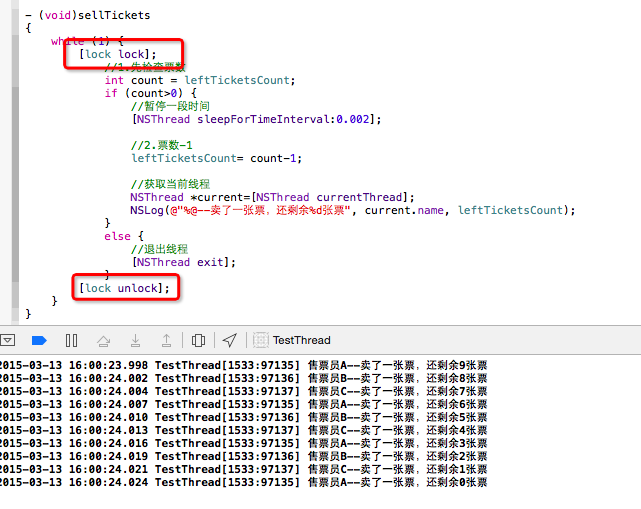 - (void)sellTickets
{
    while (1) {
        [lock lock];
            //1.先检查票数
            int count = leftTicketsCount;
            if (count>0) {
                //暂停一段时间
                [NSThread sleepForTimeInterval:0.002];
                //2.票数-1
                leftTicketsCount= count-1;
                //获取当前线程
                NSThread *current=[NSThread currentThread];
                NSLog(@"%@--卖了一张票，还剩余%d张票", current.name, leftTicketsCount);
            }
            else {
                //退出线程
                [NSThread exit];
            }
        [lock unlock];
    }
}
TestThread
2015-03-13 16:00:23.998 TestThread[1533:97135] 售票员A--卖了一张票，还剩余9张票
2015-03-13 16:00:24.002 TestThread[1533:97136] 售票员B--卖了一张票，还剩余8张票
2015-03-13 16:00:24.004 TestThread[1533:97137] 售票员C--卖了一张票，还剩余7张票
2015-03-13 16:00:24.007 TestThread[1533:97135] 售票员A--卖了一张票，还剩余6张票
2015-03-13 16:00:24.010 TestThread[1533:97136] 售票员B--卖了一张票，还剩余5张票
2015-03-13 16:00:24.013 TestThread[1533:97137] 售票员C--卖了一张票，还剩余4张票
2015-03-13 16:00:24.016 TestThread[1533:97135] 售票员A--卖了一张票，还剩余3张票
2015-03-13 16:00:24.019 TestThread[1533:97136] 售票员B--卖了一张票，还剩余2张票
2015-03-13 16:00:24.021 TestThread[1533:97137] 售票员C--卖了一张票，还剩余1张票
2015-03-13 16:00:24.024 TestThread[1533:97135] 售票员A--卖了一张票，还剩余0张票